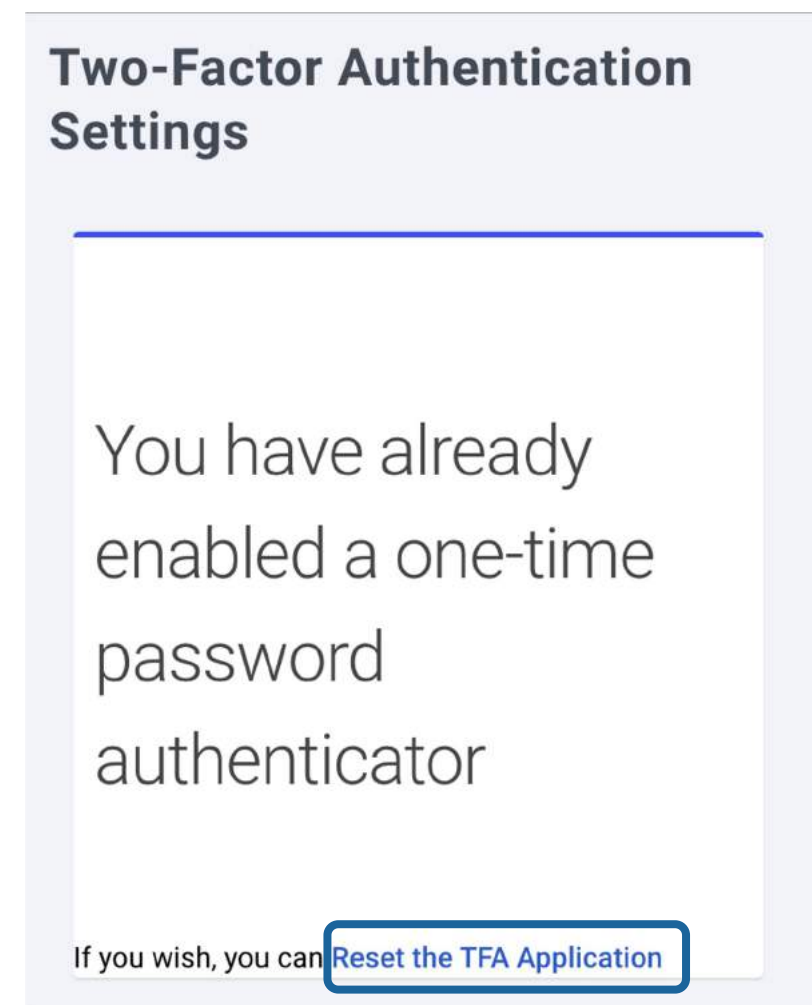 Two-Factor Authentication
Settings
You have already
enabled a one-time
password
authenticator
If you wish, you can Reset the TFA Application